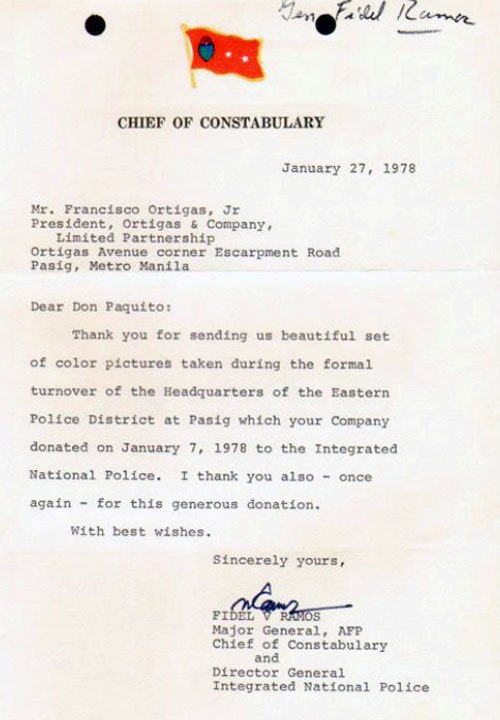 Gen Fidel Ramos
CHIEF OF CONSTABULARY
January 27, 1978
Mr. Francisco Ortigas, Jr
President, Ortigas & Company,
Limited Partnership
Ortigas Avenue corner Escarpment Road
Pasig, Metro Manila
Dear Don Paquito:
Thank you for sending us beautiful set
of color pictures taken during the formal
turnover of the Headquarters of the Eastern
Police District at Pasig which your Company
donated on January 7, 1978 to the Integrated
National Police.  I thank you also - once
again - for this generous donation.
With best wishes.
Sincerely yours,
FIDEL V RAMOS
Major General, AFP
Chief of Constabulary
and
Director General
Integrated National Police